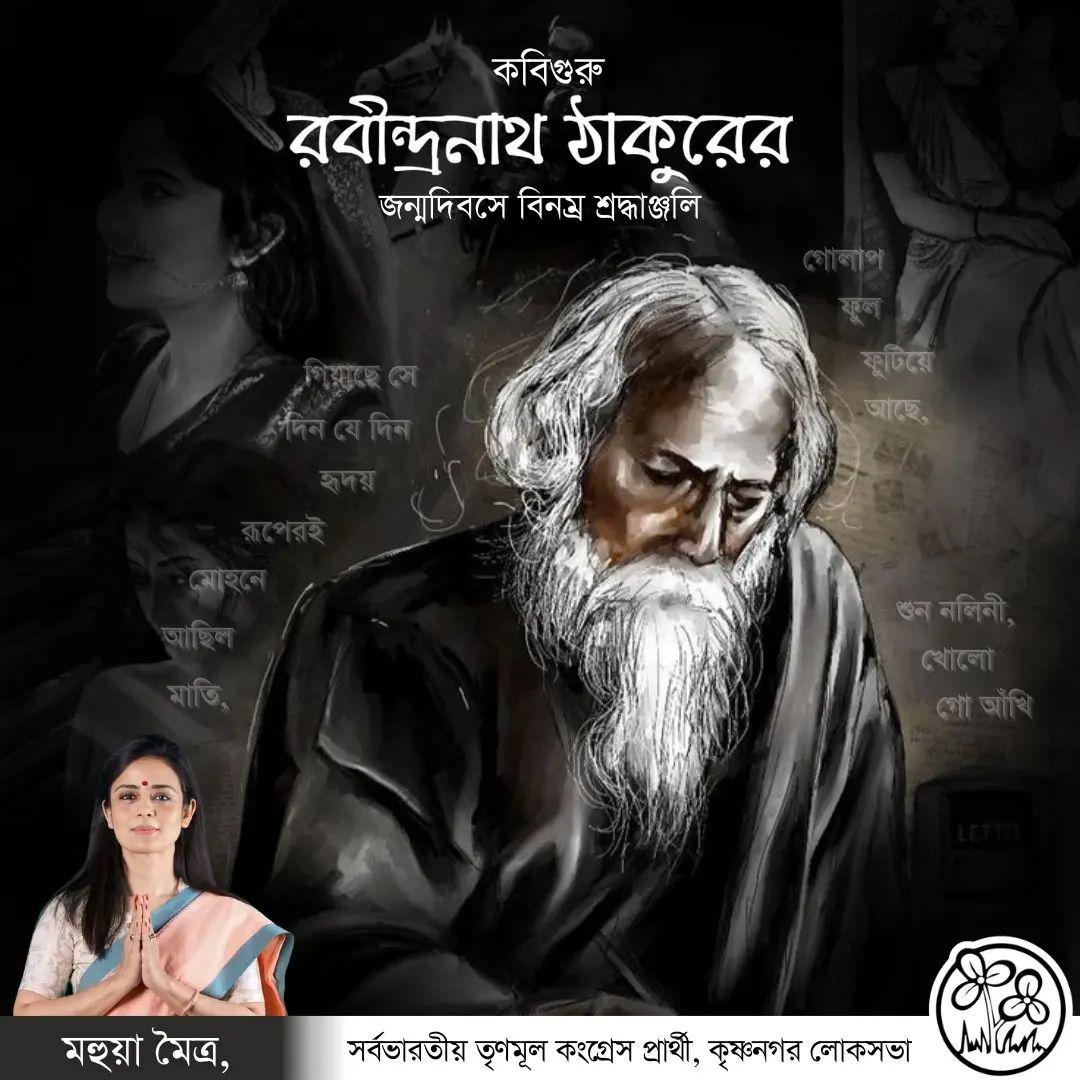 কবিগুরু
রবীন্দ্রনাথ ঠাকুরের
জন্মদিবসে বিনম্র শ্রদ্ধাঞ্জলি
গোলাপ
ফুল
ফুটিয়ে
আছে,
গিয়াছে সে
দিন যে দিন
হৃদয়
রূপেরই
মোহনে
আছিল
মাতি,
শুন নলিনী,
খোলো
গো আঁখি
LETTE
মহুয়া মৈত্র,
সর্বভারতীয় তৃণমূল কংগ্রেস প্রার্থী, কৃষ্ণনগর লোকসভা